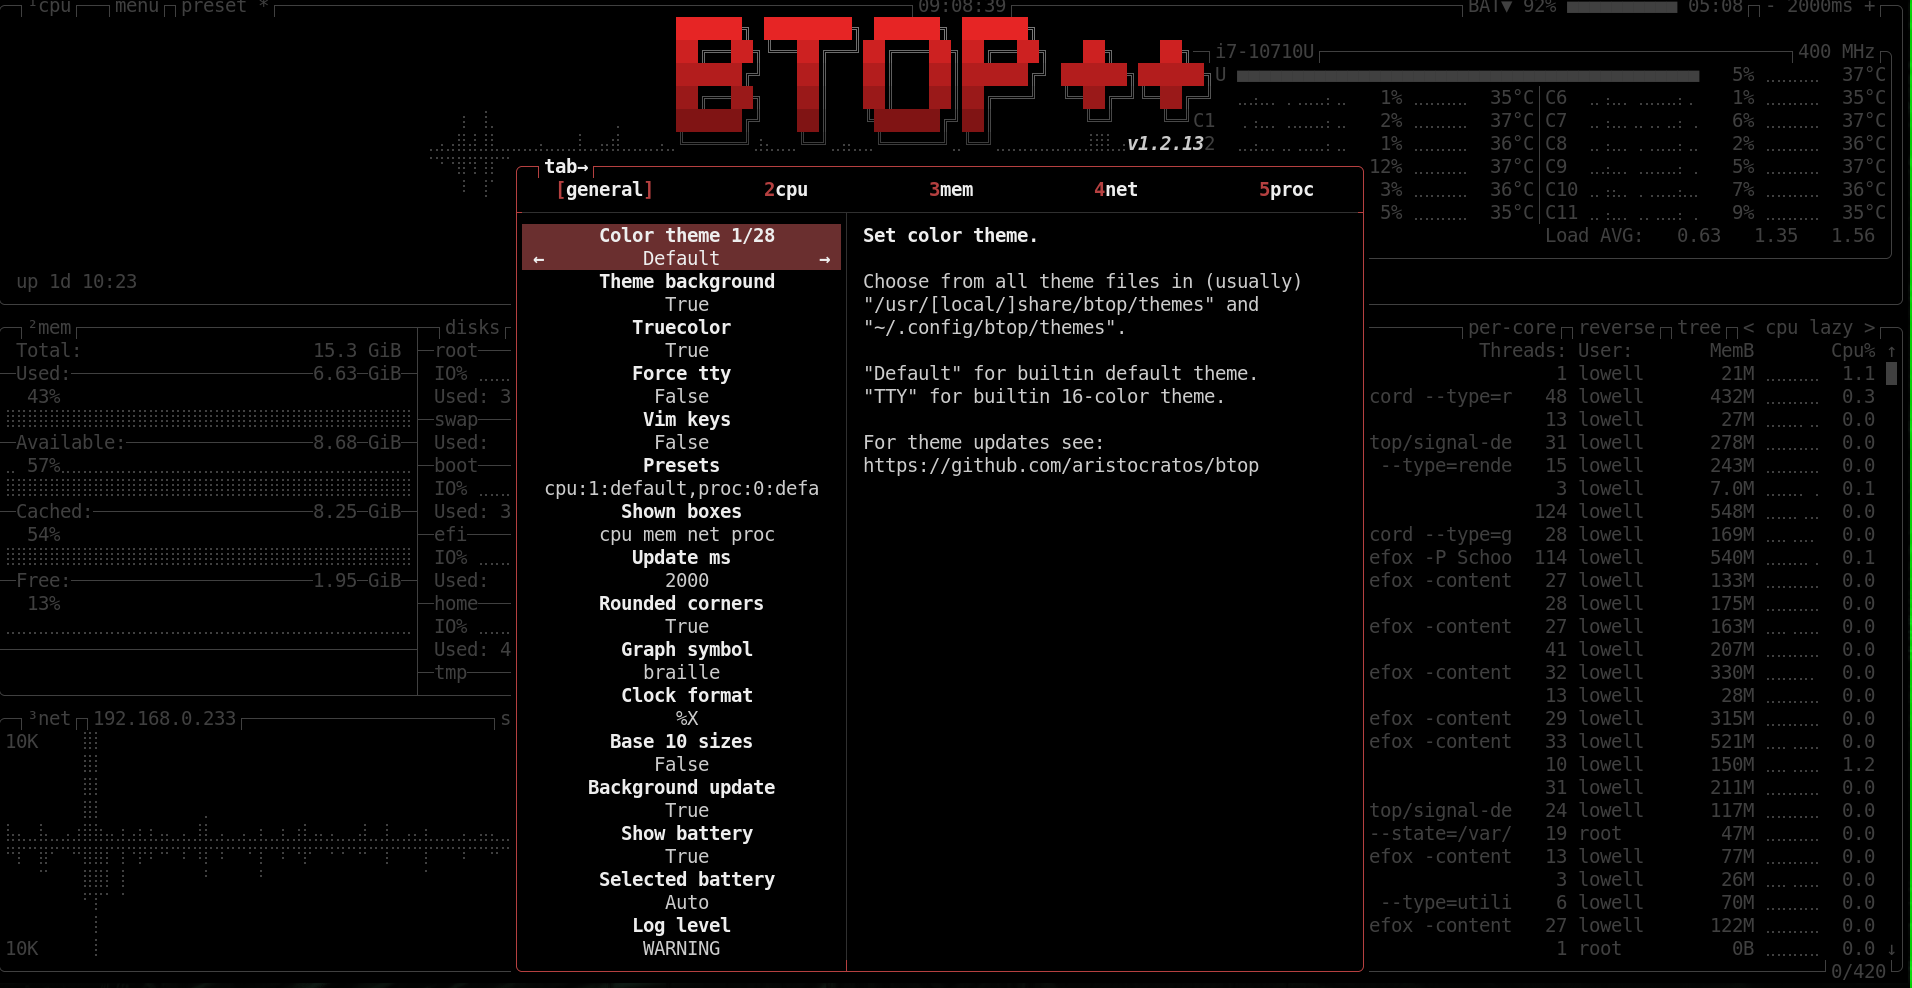 ¹cpu menu preset * 09:08:39 BAT▼ 92% 05:08 - 2000ms +
BTOP++
i7-10710U 400 MHz
U 5% 37°C
1% 35°C C6 1% 35°C
C1 2% 37°C C7 6% 37°C
v1.2.13
2 1% 36°C C8 2% 36°C
12% 37°C C9 5% 37°C
3% 36°C C10 7% 36°C
5% 35°C C11 9% 35°C
Load AVG: 0.63 1.35 1.56
up 1d 10:23
tab→
[general] 2cpu 3mem 4net 5proc
Color theme 1/28
← Default →
Theme background
True
Truecolor
True
Force tty
False
Vim keys
False
Presets
cpu:1:default,proc:0:defa
Shown boxes
cpu mem net proc
Update ms
2000
Rounded corners
True
Graph symbol
braille
Clock format
%X
Base 10 sizes
False
Background update
True
Show battery
True
Selected battery
Auto
Log level
WARNING
Set color theme.
Choose from all theme files in (usually)
"/usr/[local/]share/btop/themes" and
"~/.config/btop/themes".
"Default" for builtin default theme.
"TTY" for builtin 16-color theme.
For theme updates see:
https://github.com/aristocratos/btop
²mem disks
Total: 15.3 GiB root
Used: 6.63 GiB IO%
43% Used: 3
swap
Available: 8.68 GiB Used:
57% boot
IO%
Cached: 8.25 GiB Used: 3
54% efi
IO%
Free: 1.95 GiB Used:
13% home
IO%
Used: 4
tmp
³net 192.168.0.233 s
10K
10K
per-core reverse tree < cpu lazy >
Threads: User: MemB Cpu% ↑
1 lowell 21M 1.1
cord --type=r 48 lowell 432M 0.3
13 lowell 27M 0.0
top/signal-de 31 lowell 278M 0.0
--type=rende 15 lowell 243M 0.0
3 lowell 7.0M 0.1
124 lowell 548M 0.0
cord --type=g 28 lowell 169M 0.0
efox -P Schoo 114 lowell 540M 0.1
efox -content 27 lowell 133M 0.0
28 lowell 175M 0.0
efox -content 27 lowell 163M 0.0
41 lowell 207M 0.0
efox -content 32 lowell 330M 0.0
13 lowell 28M 0.0
efox -content 29 lowell 315M 0.0
efox -content 33 lowell 521M 0.0
10 lowell 150M 1.2
31 lowell 211M 0.0
top/signal-de 24 lowell 117M 0.0
--state=/var/ 19 root 47M 0.0
efox -content 13 lowell 77M 0.0
3 lowell 26M 0.0
--type=utili 6 lowell 70M 0.0
efox -content 27 lowell 122M 0.0
1 root 0B 0.0 ↓
0/420